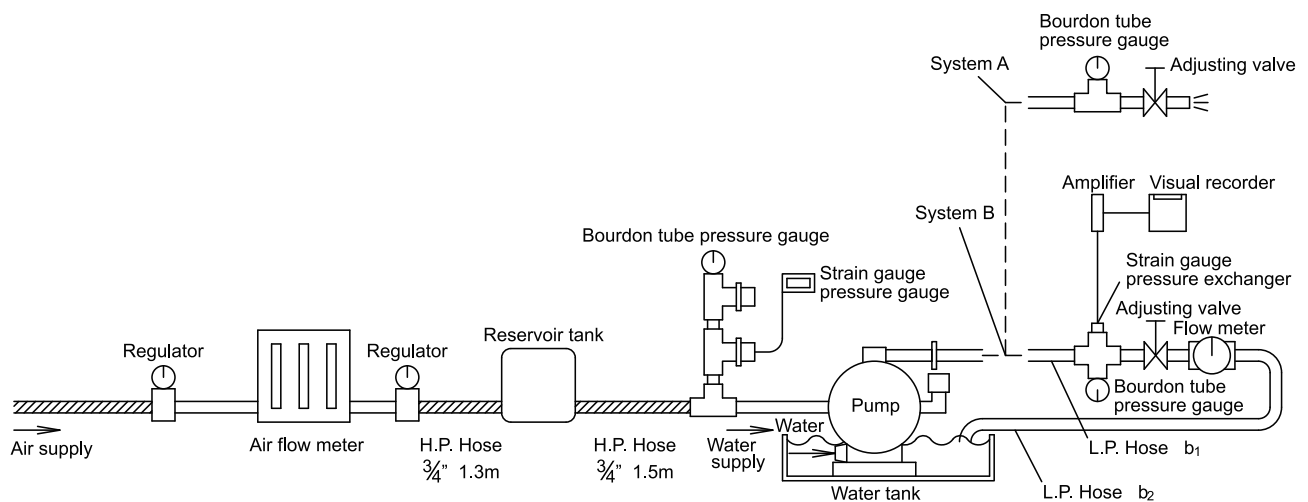 Bourdon tube
pressure gauge
System A
Adjusting valve
Amplifier
Visual recorder
System B
Bourdon tube pressure gauge
Strain gauge
pressure gauge
Strain gauge
pressure exchanger
Adjusting valve
Flow meter
Regulator
Regulator
Reservoir tank
Pump
Bourdon tube
pressure gauge
Air supply
Air flow meter
H.P. Hose
¾” 1.3m
H.P. Hose
¾” 1.5m
Water
supply
Water
Water tank
L.P. Hose b₁
L.P. Hose b₂